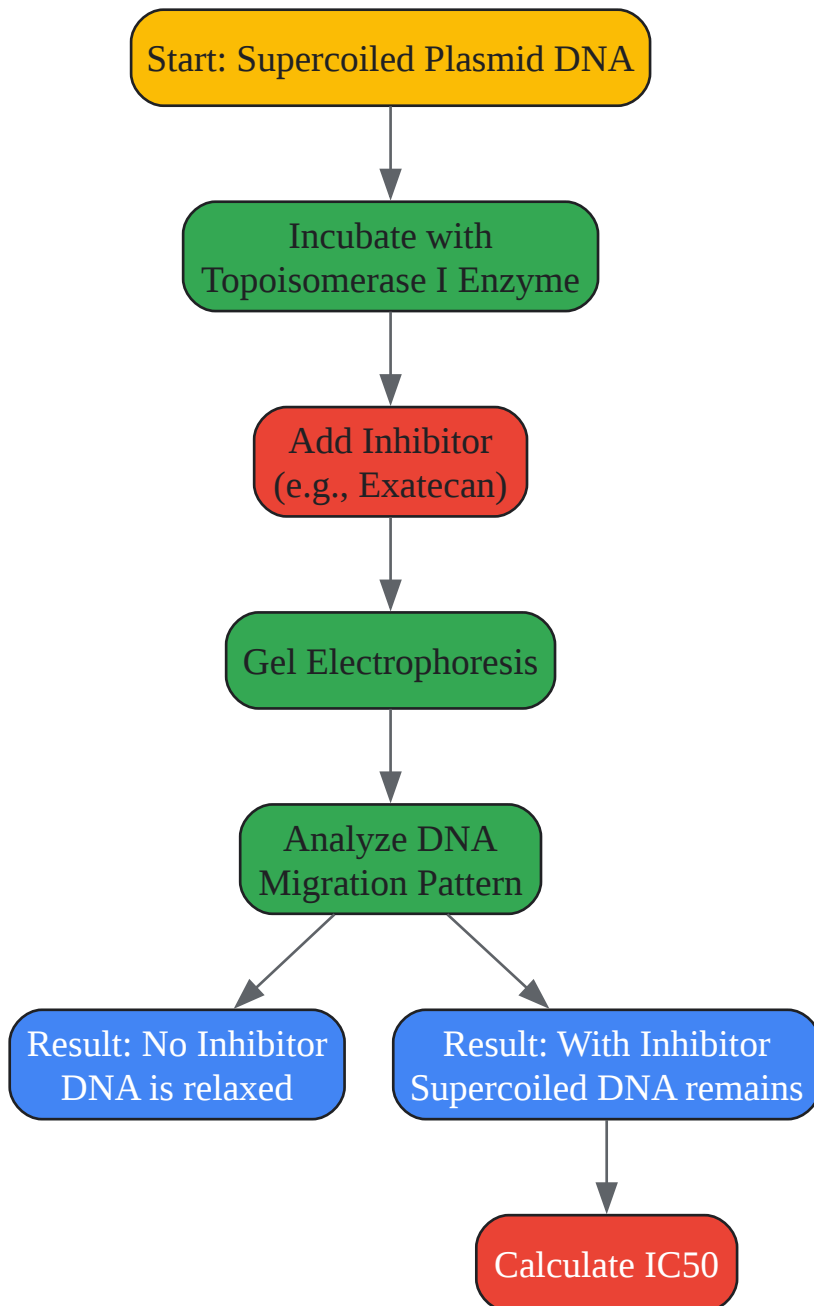 Start: Supercoiled Plasmid DNA
Incubate with
Topoisomerase I Enzyme
Add Inhibitor
(e.g., Exatecan)
Gel Electrophoresis
Analyze DNA
Migration Pattern
Result: No Inhibitor
DNA is relaxed
Result: With Inhibitor
Supercoiled DNA remains
Calculate IC50